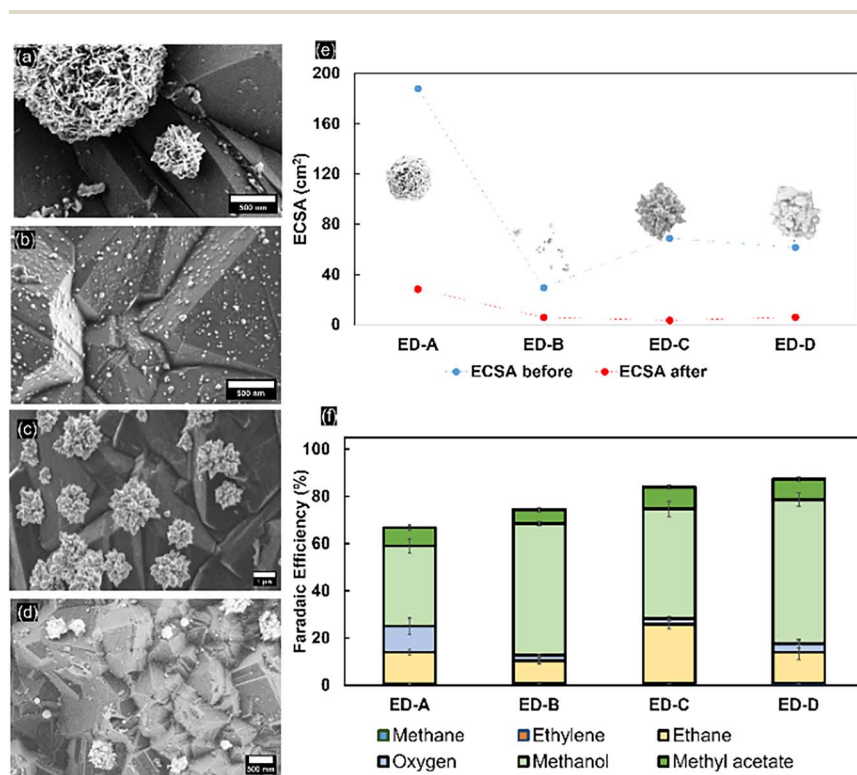 (a)
500 nm
(b)
500 nm
(c)
1 µm
(d)
500 nm
(e)
200
160
120
80
40
0
ECSA (cm²)
ED-A ED-B ED-C ED-D
ECSA before ECSA after
(f)
100
80
60
40
20
0
Faradaic Efficiency (%)
ED-A ED-B ED-C ED-D
Methane Ethylene Ethane
Oxygen Methanol Methyl acetate